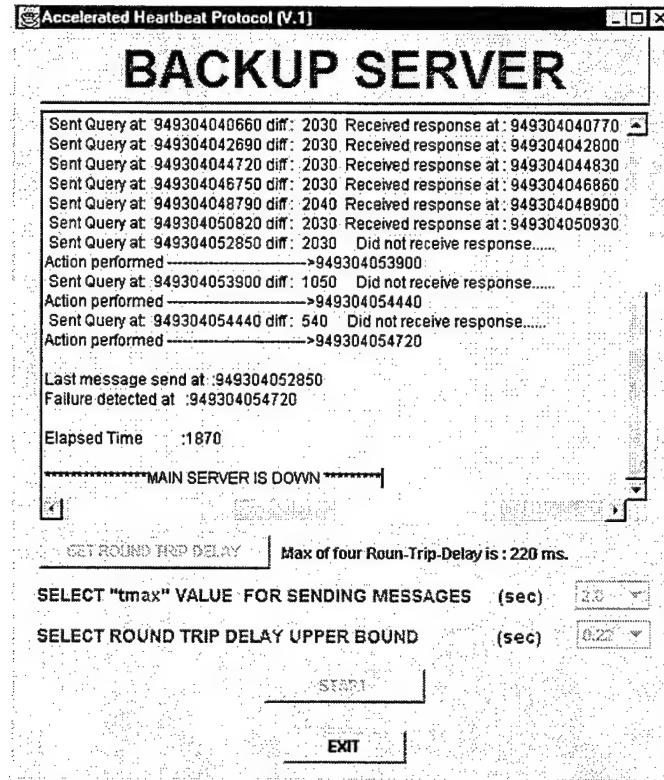 Accelerated Heartbeat Protocol (V.1)
BACKUP SERVER
Sent Query at: 949304040660 diff: 2030 Received response at: 949304040770
Sent Query at: 949304042690 diff: 2030 Received response at: 949304042800
Sent Query at: 949304044720 diff: 2030 Received response at: 949304044830
Sent Query at: 949304046750 diff: 2030 Received response at: 949304046860
Sent Query at: 949304048790 diff: 2040 Received response at: 949304048900
Sent Query at: 949304050820 diff: 2030 Received response at: 949304050930
Sent Query at: 949304052850 diff: 2030 Did not receive response......
Action performed ---------------------------->949304053900
Sent Query at: 949304053900 diff: 1050 Did not receive response......
Action performed ---------------------------->949304054440
Sent Query at: 949304054440 diff: 540 Did not receive response......
Action performed ---------------------------->949304054720
Last message send at :949304052850
Failure detected at :949304054720
Elapsed Time :1870
*****************MAIN SERVER IS DOWN **********
GET ROUND TRIP DELAY Max of four Roun-Trip-Delay is : 220 ms.
SELECT "tmax" VALUE FOR SENDING MESSAGES (sec) 2.0
SELECT ROUND TRIP DELAY UPPER BOUND (sec) 0.22
START
EXIT